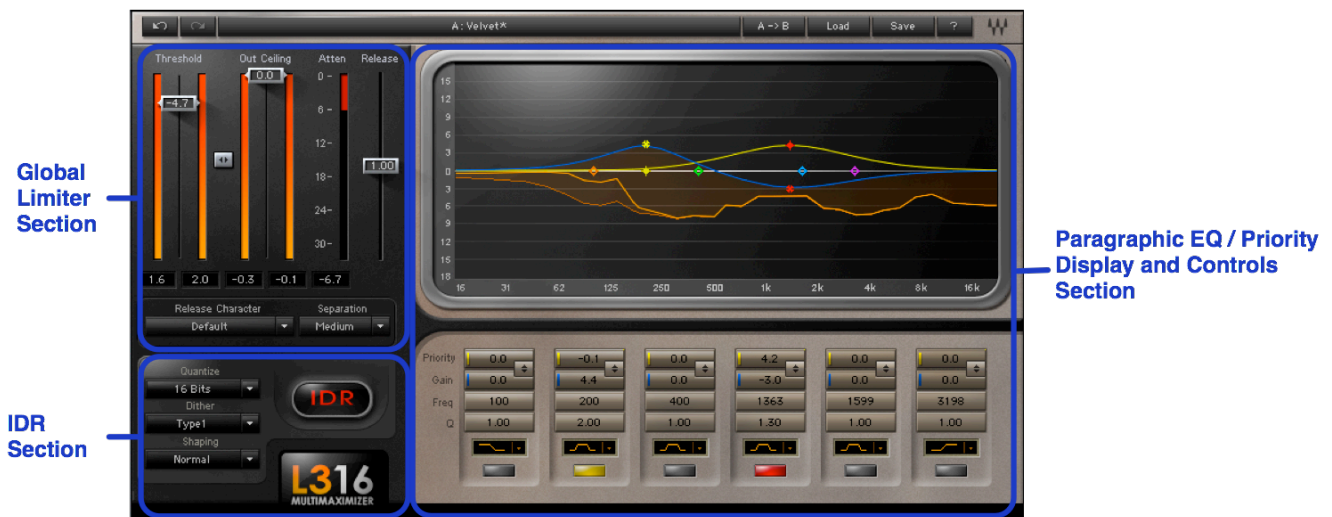 A: Velvet*
A -> B Load Save ?
Threshold Out Ceiling Atten Release
-4.7 0.0 1.00
0 -
6 -
12-
18-
24-
30-
1.6 2.0 -0.3 -0.1 -6.7
Release Character Separation
Default Medium
Global
Limiter
Section
15
12
9
6
3
0
3
6
9
12
15
18
16 31 62 125 250 500 1k 2k 4k 8k 16k
Paragraphic EQ / Priority
Display and Controls
Section
Quantize
16 Bits
Dither
Type1
Shaping
Normal
IDR
L316
MULTIMAXIMIZER
IDR
Section
Priority 0.0 -0.1 0.0 4.2 0.0 0.0
Gain 0.0 4.4 0.0 -3.0 0.0 0.0
Freq 100 200 400 1363 1599 3198
Q 1.00 2.00 1.00 1.30 1.00 1.00